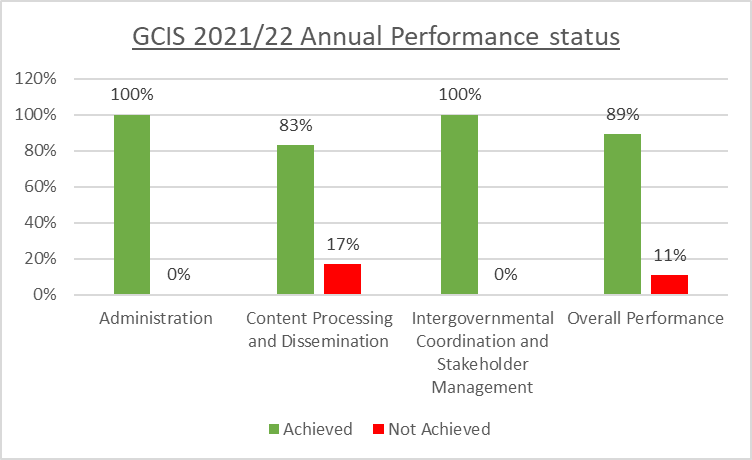 GCIS 2021/22 Annual Performance status
120%
100%
80%
60%
40%
20%
0%
100%
0%
83%
17%
100%
0%
89%
11%
Administration
Content Processing
and Dissemination
Intergovernmental
Coordination and
Stakeholder
Management
Overall Performance
Achieved
Not Achieved